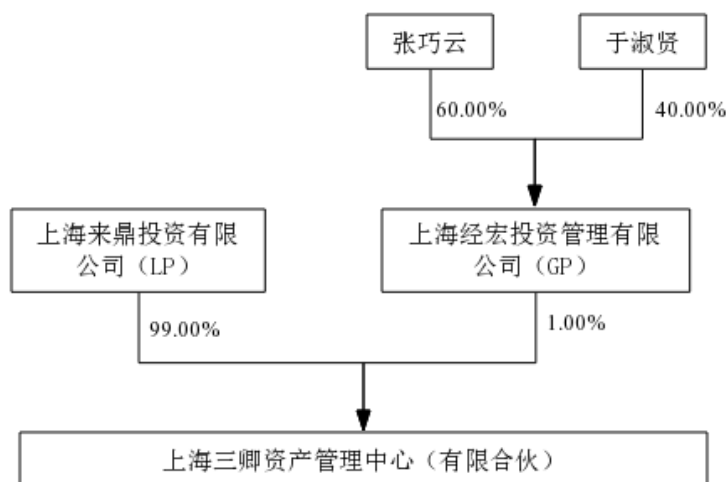 张巧云
于淑贤
60.00%
40.00%
上海来鼎投资有限
公司（LP）
上海经宏投资管理有限
公司（GP）
99.00%
1.00%
上海三卿资产管理中心（有限合伙）